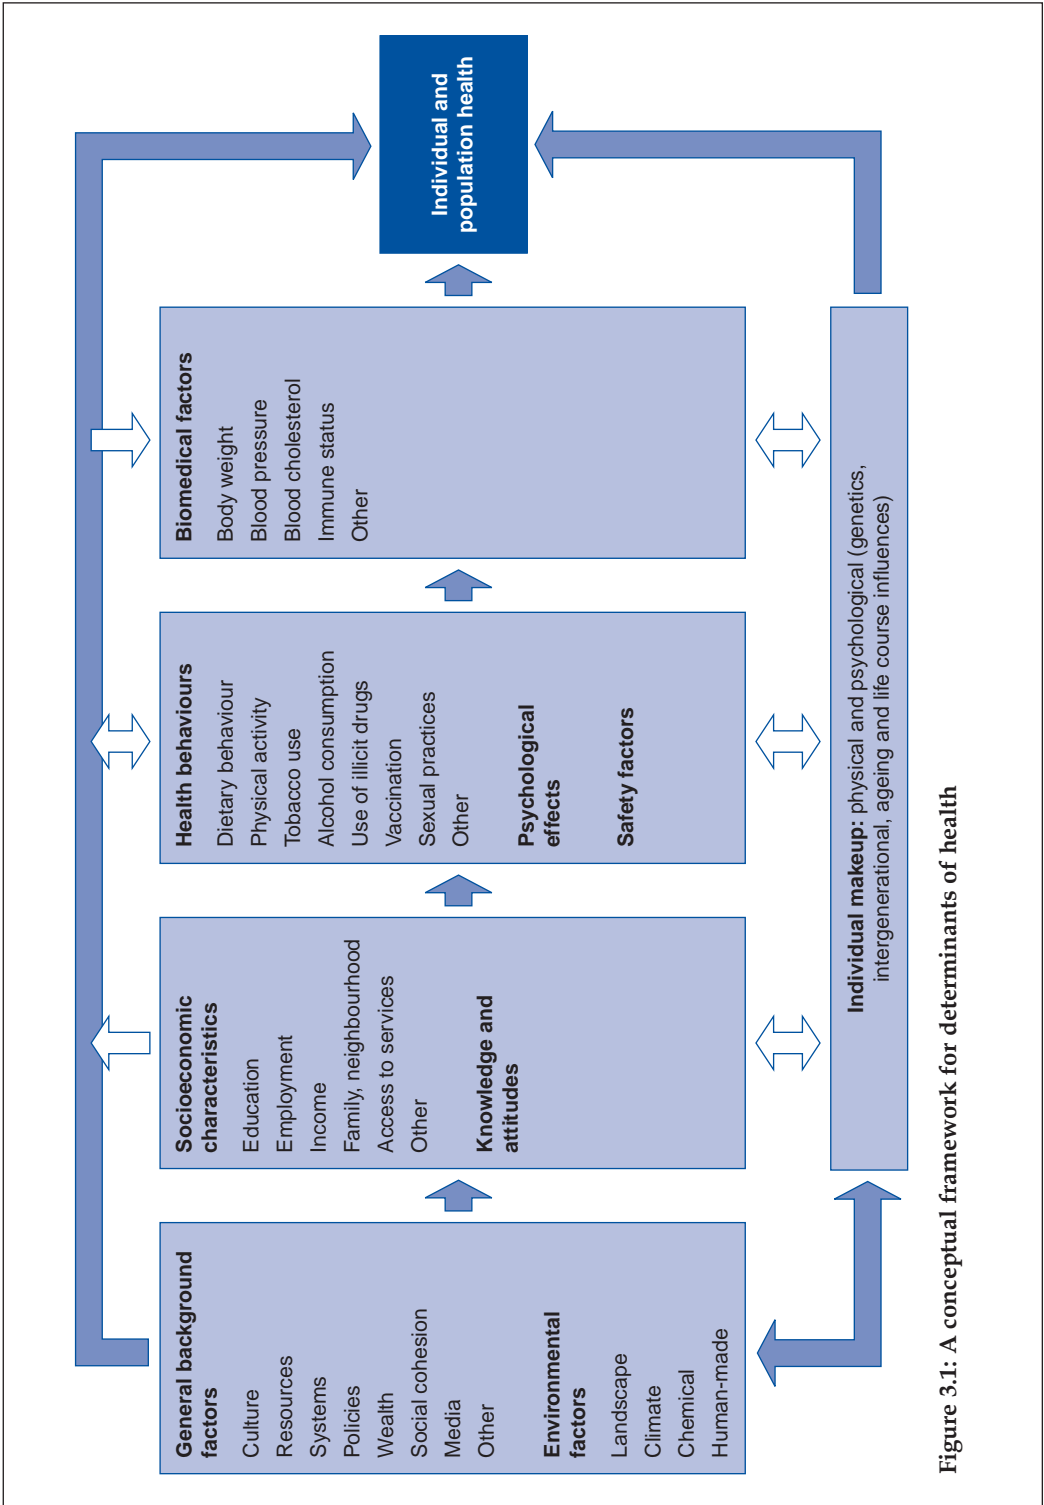 General background
factors
Culture
Resources
Systems
Policies
Wealth
Social cohesion
Media
Other
Environmental
factors
Landscape
Climate
Chemical
Human-made
Socioeconomic
characteristics
Education
Employment
Income
Family, neighbourhood
Access to services
Other
Knowledge and
attitudes
Health behaviours
Dietary behaviour
Physical activity
Tobacco use
Alcohol consumption
Use of illicit drugs
Vaccination
Sexual practices
Other
Psychological
effects
Safety factors
Biomedical factors
Body weight
Blood pressure
Blood cholesterol
Immune status
Other
Individual and
population health
Individual makeup: physical and psychological (genetics,
intergenerational, ageing and life course influences)
Figure 3.1: A conceptual framework for determinants of health